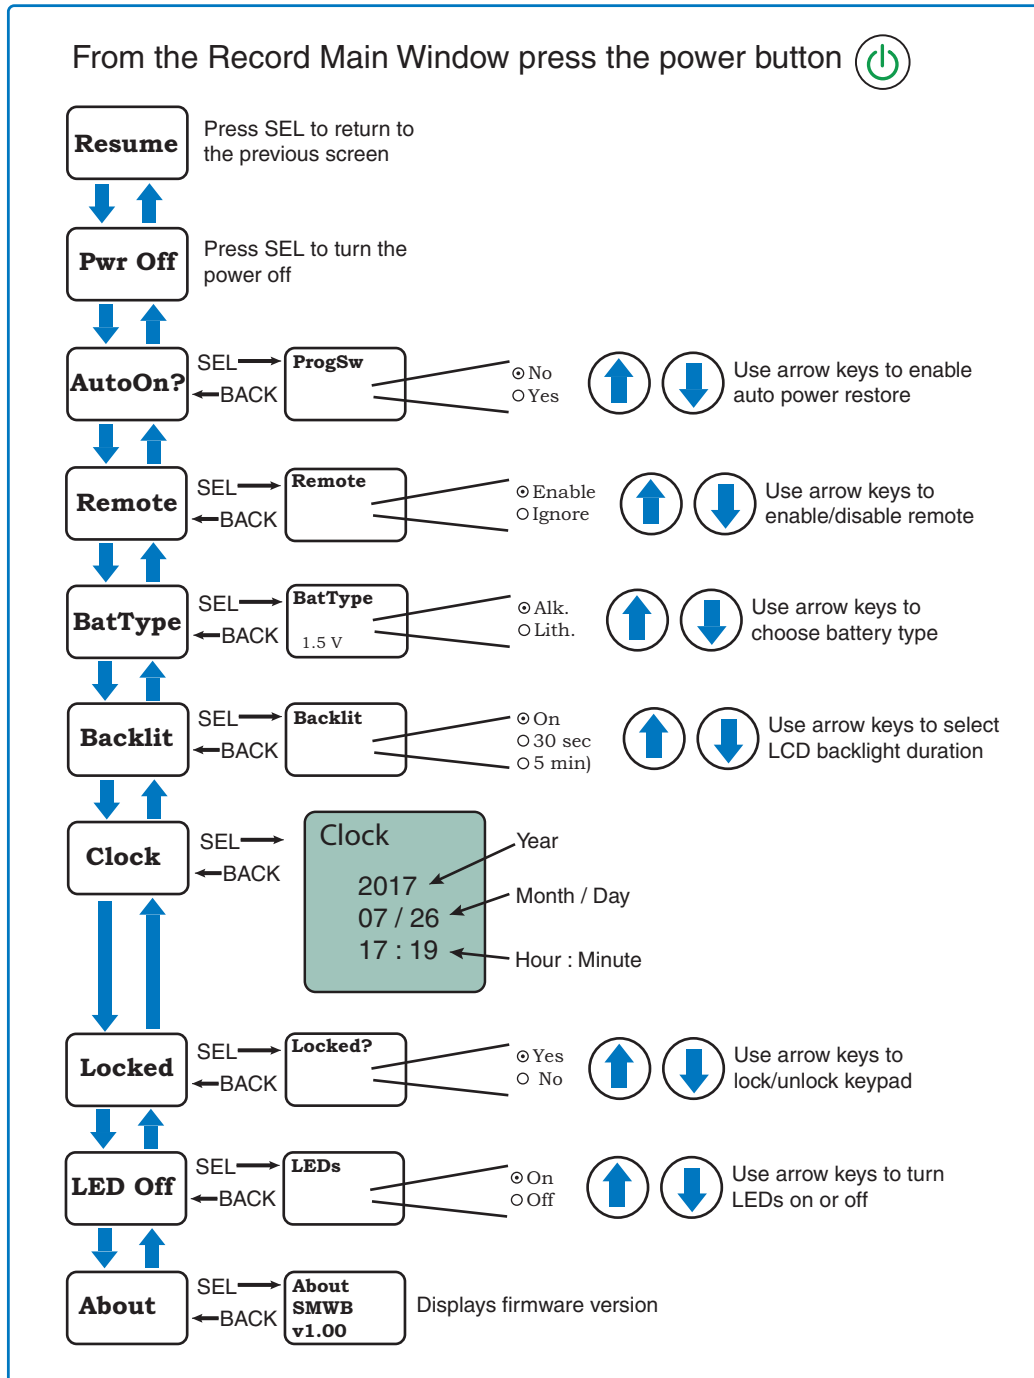 From the Record Main Window press the power button
Resume
Press SEL to return to
the previous screen
Pwr Off
Press SEL to turn the
power off
AutoOn?
SEL
BACK
ProgSw
No
Yes
Use arrow keys to enable
auto power restore
Remote
SEL
BACK
Remote
Enable
Ignore
Use arrow keys to
enable/disable remote
BatType
SEL
BACK
BatType
1.5 V
Alk.
Lith.
Use arrow keys to
choose battery type
Backlit
SEL
BACK
Backlit
On
30 sec
5 min)
Use arrow keys to select
LCD backlight duration
Clock
SEL
BACK
Clock
2017
07 / 26
17 : 19
Year
Month / Day
Hour : Minute
Locked
SEL
BACK
Locked?
Yes
No
Use arrow keys to
lock/unlock keypad
LED Off
SEL
BACK
LEDs
On
Off
Use arrow keys to turn
LEDs on or off
About
SEL
BACK
About
SMWB
v1.00
Displays firmware version